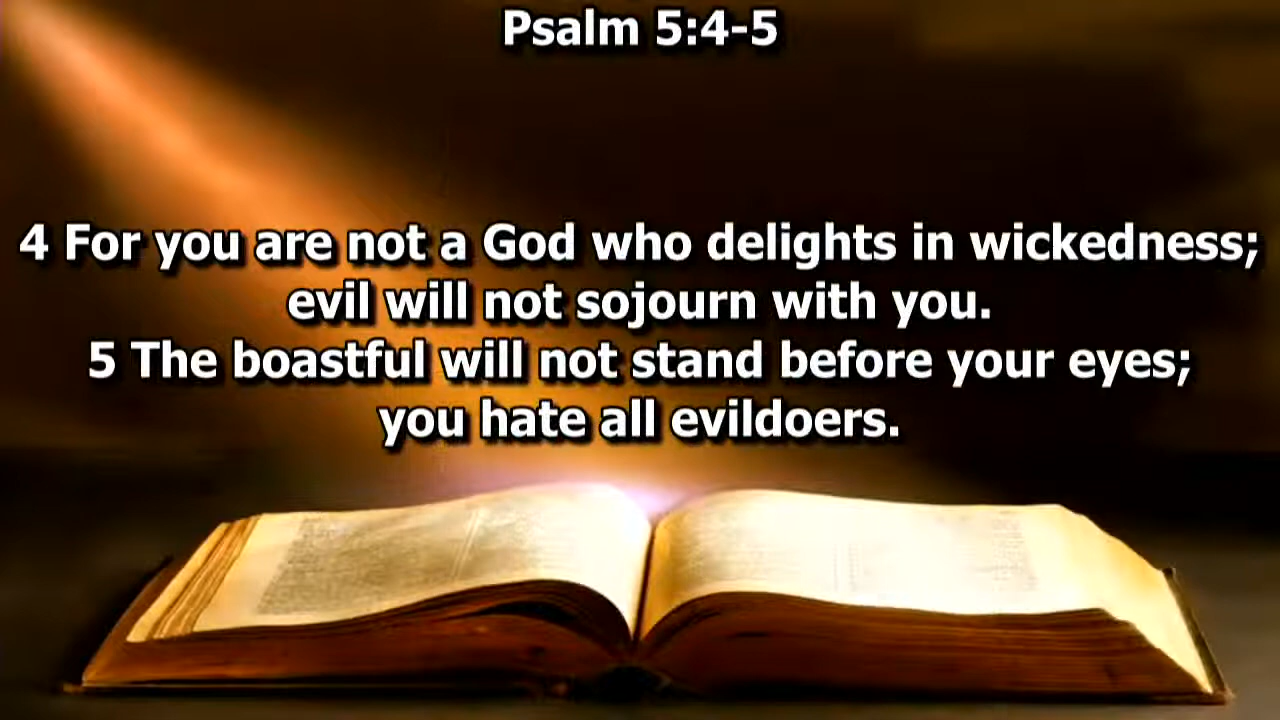 Psalm 5:4-5
4 For you are not a God who delights in wickedness;
evil will not sojourn with you.
5 The boastful will not stand before your eyes;
you hate all evildoers.